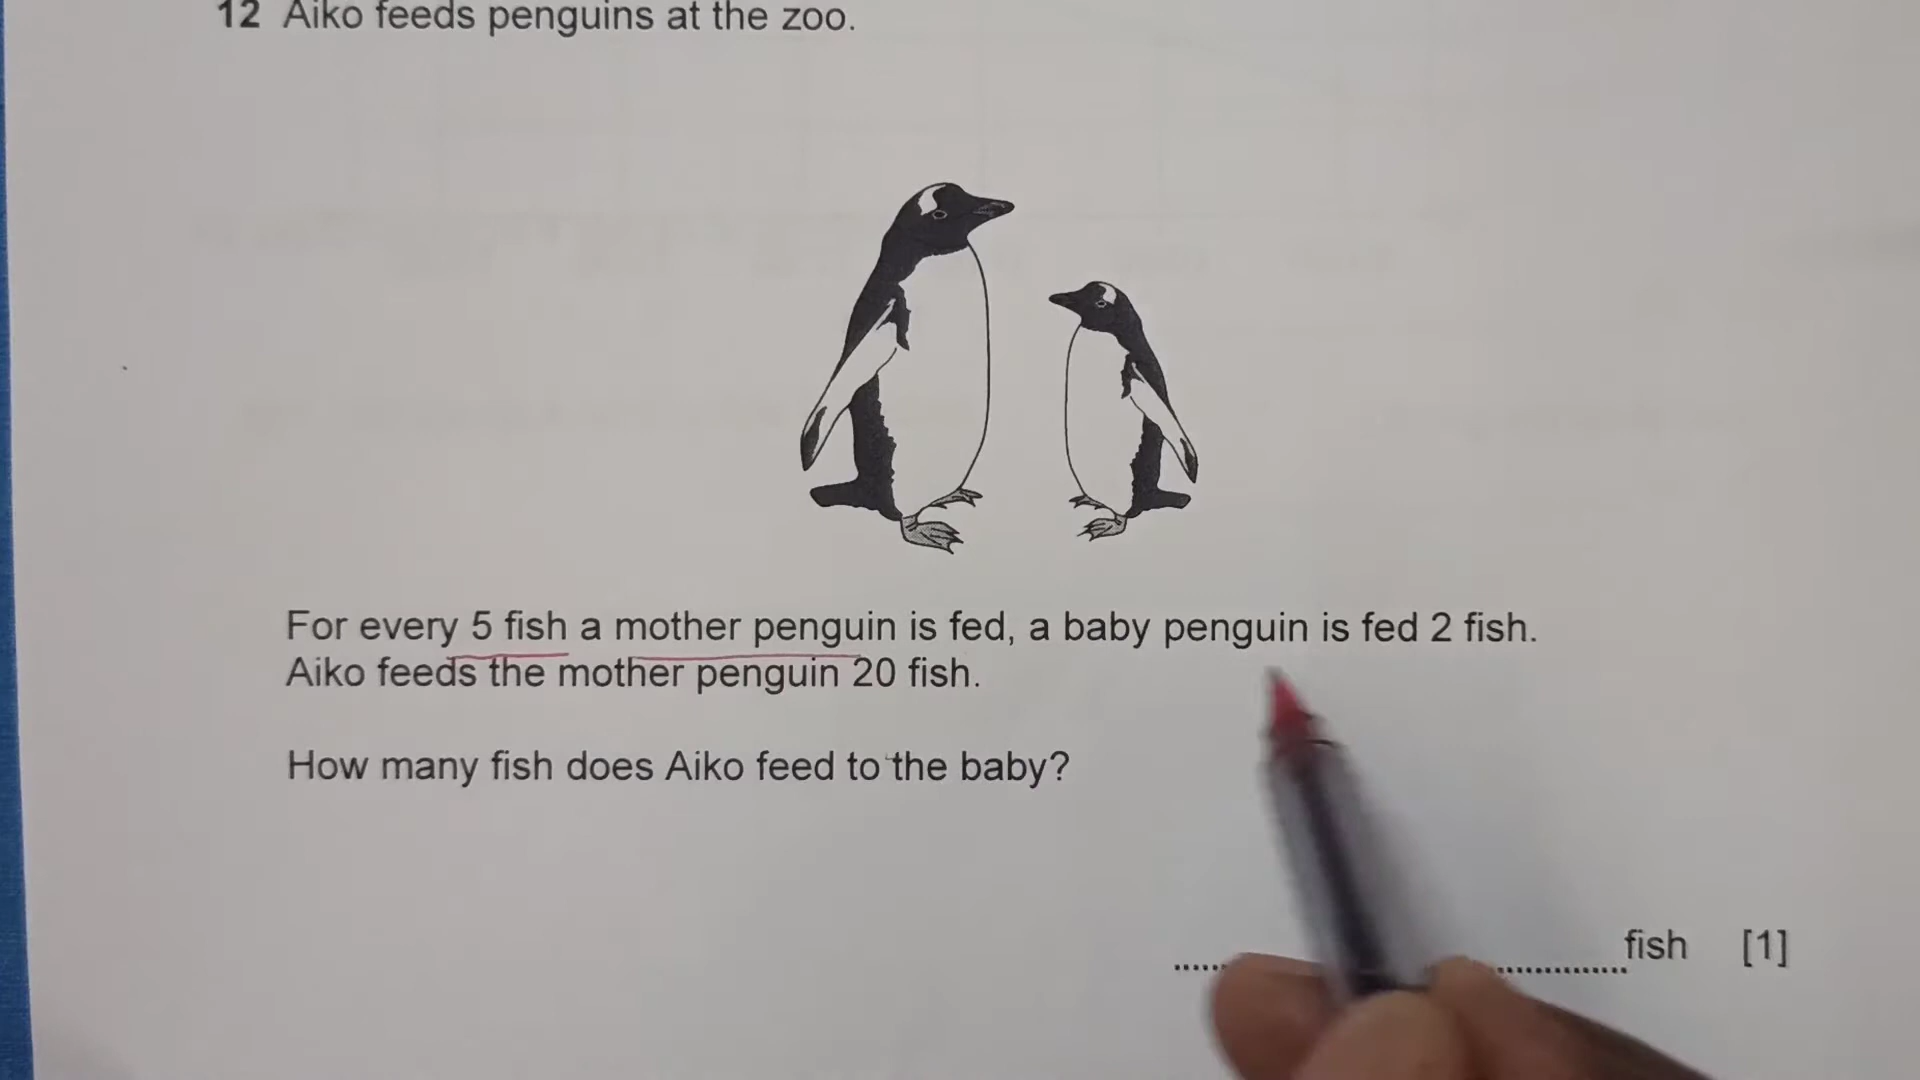 12 Aiko feeds penguins at the zoo.
For every 5 fish a mother penguin is fed, a baby penguin is fed 2 fish.
Aiko feeds the mother penguin 20 fish.
How many fish does Aiko feed to the baby?
fish [1]